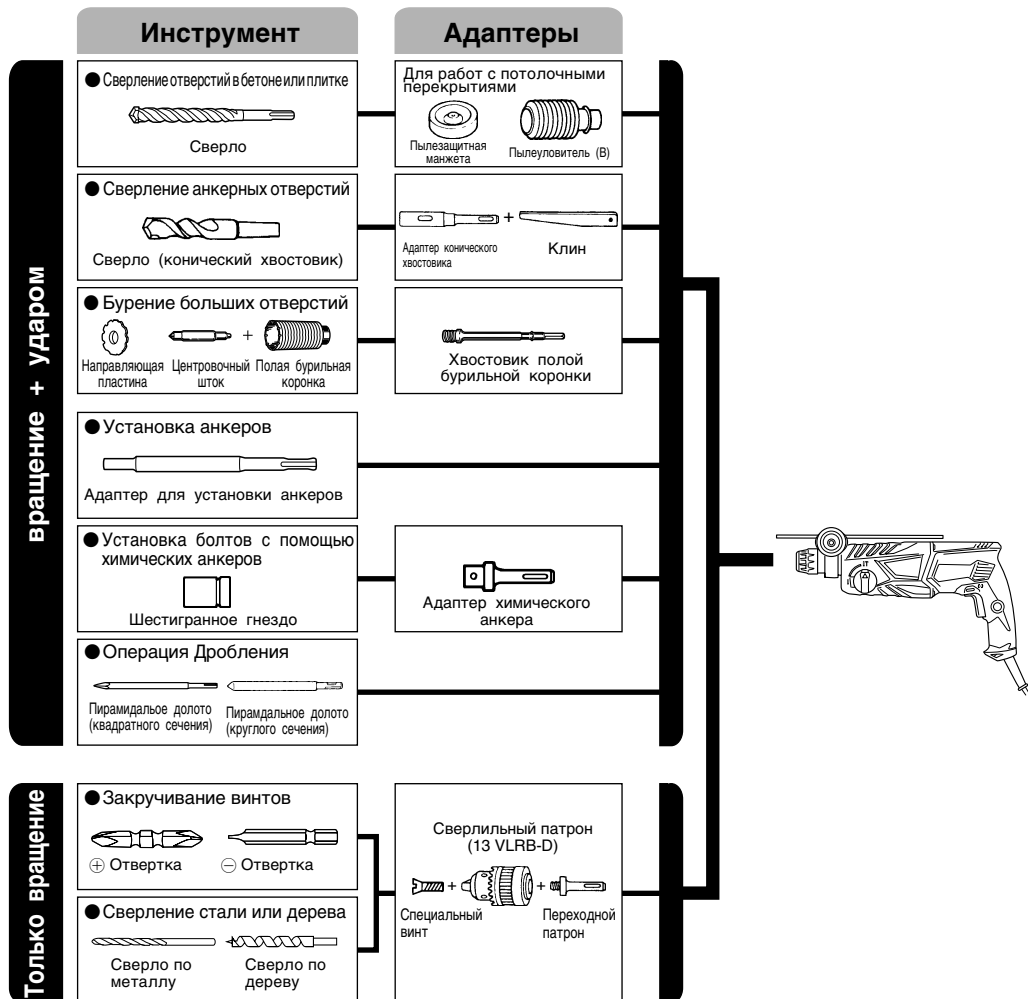 Инструмент
Адаптеры
вращение + ударом
● Сверление отверстий в бетоне или плитке
Сверло
Для работ с потолочными
перекрытиями
Пылезащитная
манжета
Пылеуловитель (B)
● Сверление анкерных отверстий
Сверло (конический хвостовик)
+
Адаптер конического
хвостовика
Клин
● Бурение больших отверстий
+
Направляющая
пластина
Центровочный
шток
Полая бурильная
коронка
Хвостовик полой
бурильной коронки
● Установка анкеров
Адаптер для установки анкеров
● Установка болтов с помощью
химических анкеров
Шестигранное гнездо
Адаптер химического
анкера
● Операция Дробления
Пирамидальое долото
(квадратного сечения)
Пирамдальное долото
(круглого сечения)
Только вращение
● Закручивание винтов
⊕ Отвертка
⊖ Отвертка
● Сверление стали или дерева
Сверло по
металлу
Сверло по
дереву
Сверлильный патрон
(13 VLRB-D)
+ +
Специальный
винт
Переходной
патрон